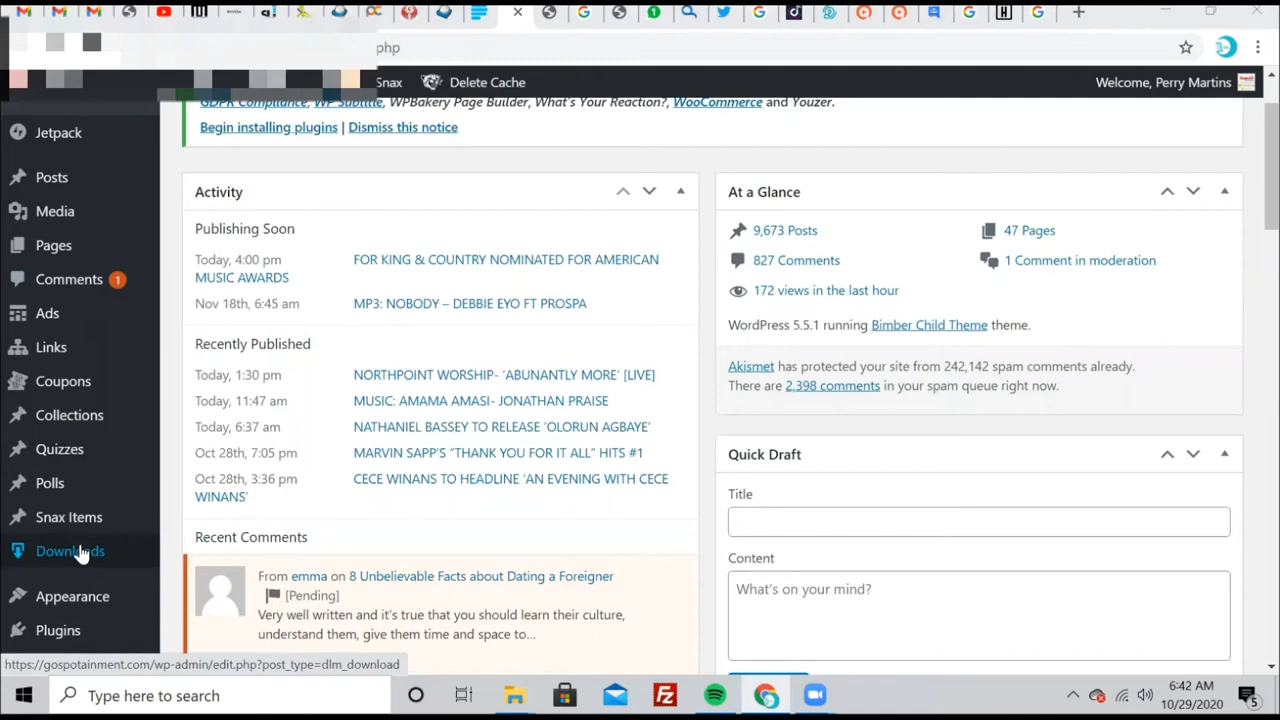 php
Snax
Delete Cache
Welcome, Perry Martins
GDPR Compliance, WP Subtitle, WPBakery Page Builder, What's Your Reaction?, WooCommerce and Youzer.
Begin installing plugins | Dismiss this notice
Jetpack
Posts
Media
Pages
Comments 1
Ads
Links
Coupons
Collections
Quizzes
Polls
Snax Items
Downloads
Appearance
Plugins
Activity
Publishing Soon
Today, 4:00 pm FOR KING & COUNTRY NOMINATED FOR AMERICAN
MUSIC AWARDS
Nov 18th, 6:45 am MP3: NOBODY – DEBBIE EYO FT PROSPA
Recently Published
Today, 1:30 pm NORTHPOINT WORSHIP- ‘ABUNANTLY MORE’ [LIVE]
Today, 11:47 am MUSIC: AMAMA AMASI- JONATHAN PRAISE
Today, 6:37 am NATHANIEL BASSEY TO RELEASE ‘OLORUN AGBAYE’
Oct 28th, 7:05 pm MARVIN SAPP’S “THANK YOU FOR IT ALL” HITS #1
Oct 28th, 3:36 pm CECE WINANS TO HEADLINE ‘AN EVENING WITH CECE
WINANS’
Recent Comments
From emma on 8 Unbelievable Facts about Dating a Foreigner
[Pending]
Very well written and it's true that you should learn their culture,
understand them, give them time and space to…
At a Glance
9,673 Posts
47 Pages
827 Comments
1 Comment in moderation
172 views in the last hour
WordPress 5.5.1 running Bimber Child Theme theme.
Akismet has protected your site from 242,142 spam comments already.
There are 2,398 comments in your spam queue right now.
Quick Draft
Title
Content
What's on your mind?
https://gospotainment.com/wp-admin/edit.php?post_type=dlm_download
Type here to search
6:42 AM
10/29/2020
5